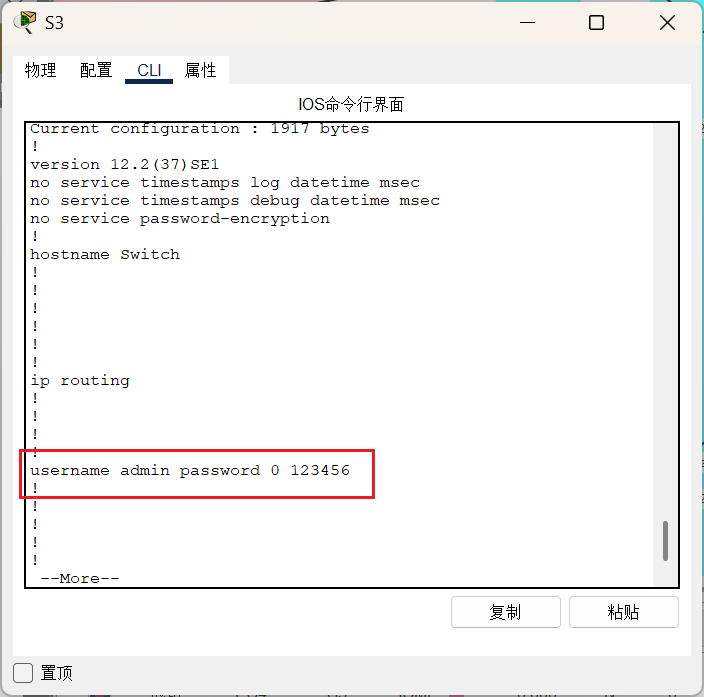 S3
物理 配置 CLI 属性
IOS命令行界面
Current configuration : 1917 bytes
!
version 12.2(37)SE1
no service timestamps log datetime msec
no service timestamps debug datetime msec
no service password-encryption
!
hostname Switch
!
!
!
!
!
!
ip routing
!
!
!
!
username admin password 0 123456
!
!
!
!
!
--More--
复制 粘贴
置顶